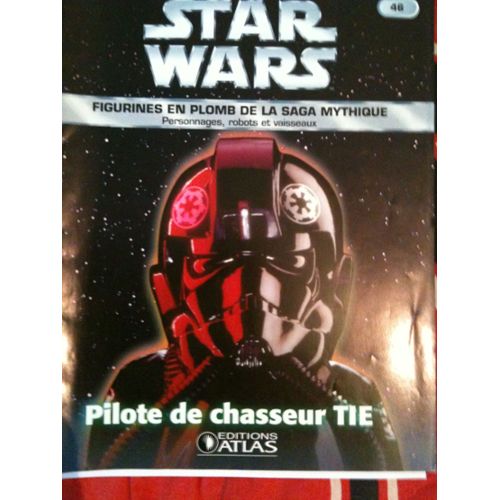 STAR
WARS
46
FIGURINES EN PLOMB DE LA SAGA MYTHIQUE
Personnages, robots et vaisseaux
Pilote de chasseur TIE
EDITIONS
ATLAS